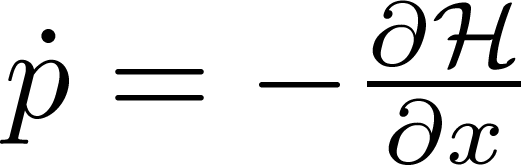 ṗ = −∂ℋ/∂x